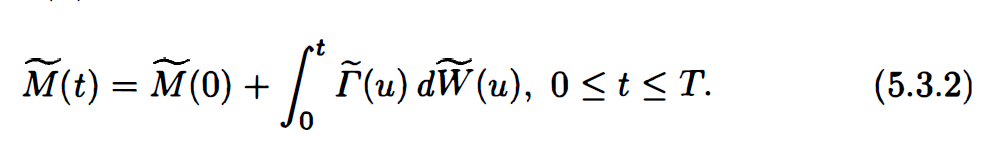 M̃(t) = M̃(0) + ∫₀ᵗ Γ̃(u) dW̃(u), 0 ≤ t ≤ T. (5.3.2)